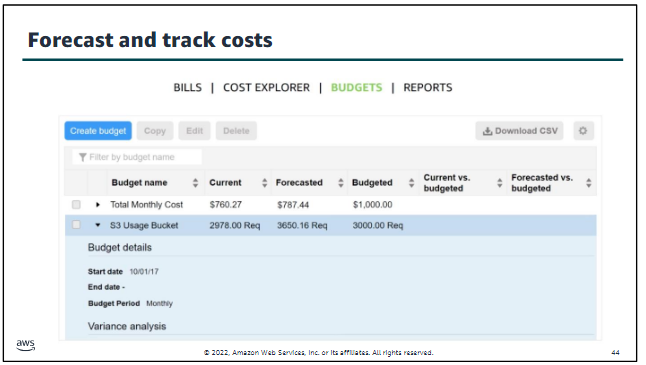 Forecast and track costs
BILLS | COST EXPLORER | BUDGETS | REPORTS
Create budget Copy Edit Delete Download CSV
Filter by budget name
Budget name Current Forecasted Budgeted Current vs. budgeted Forecasted vs. budgeted
Total Monthly Cost $760.27 $787.44 $1,000.00
S3 Usage Bucket 2978.00 Req 3650.16 Req 3000.00 Req
Budget details
Start date 10/01/17
End date -
Budget Period Monthly
Variance analysis
aws
© 2022, Amazon Web Services, Inc. or its affiliates. All rights reserved.
44